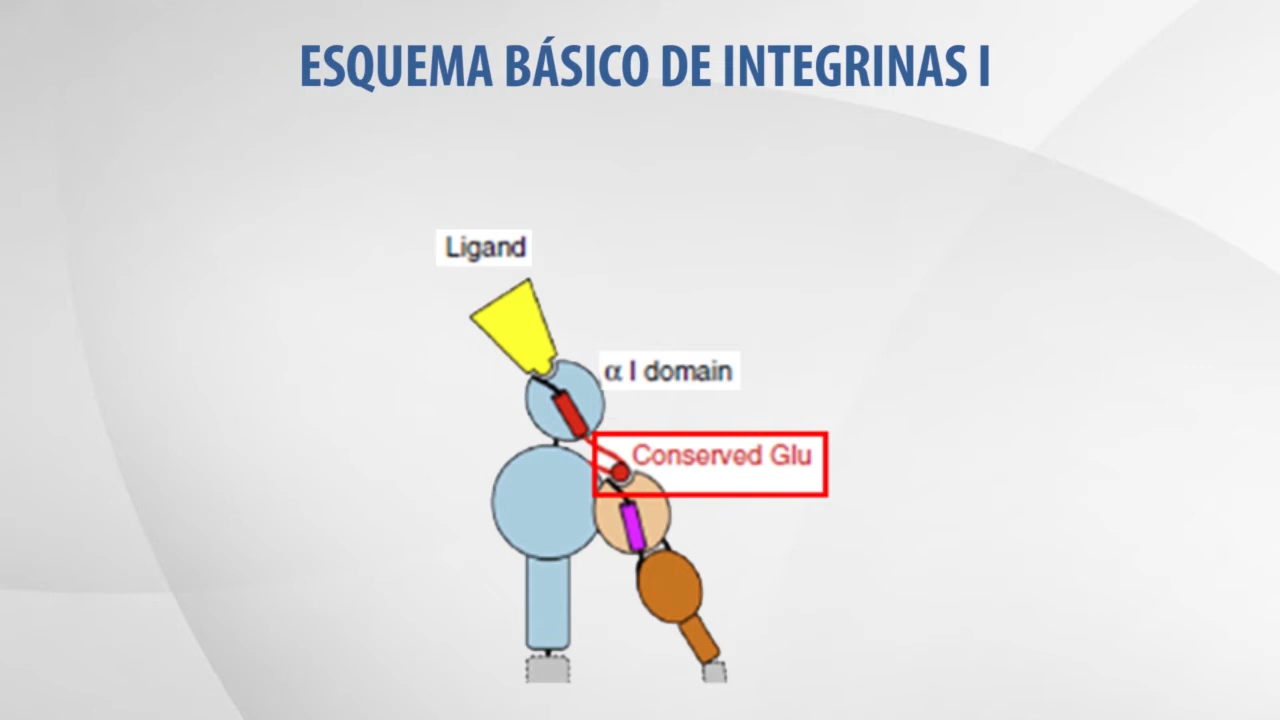 ESQUEMA BÁSICO DE INTEGRINAS I
Ligand
α I domain
Conserved Glu